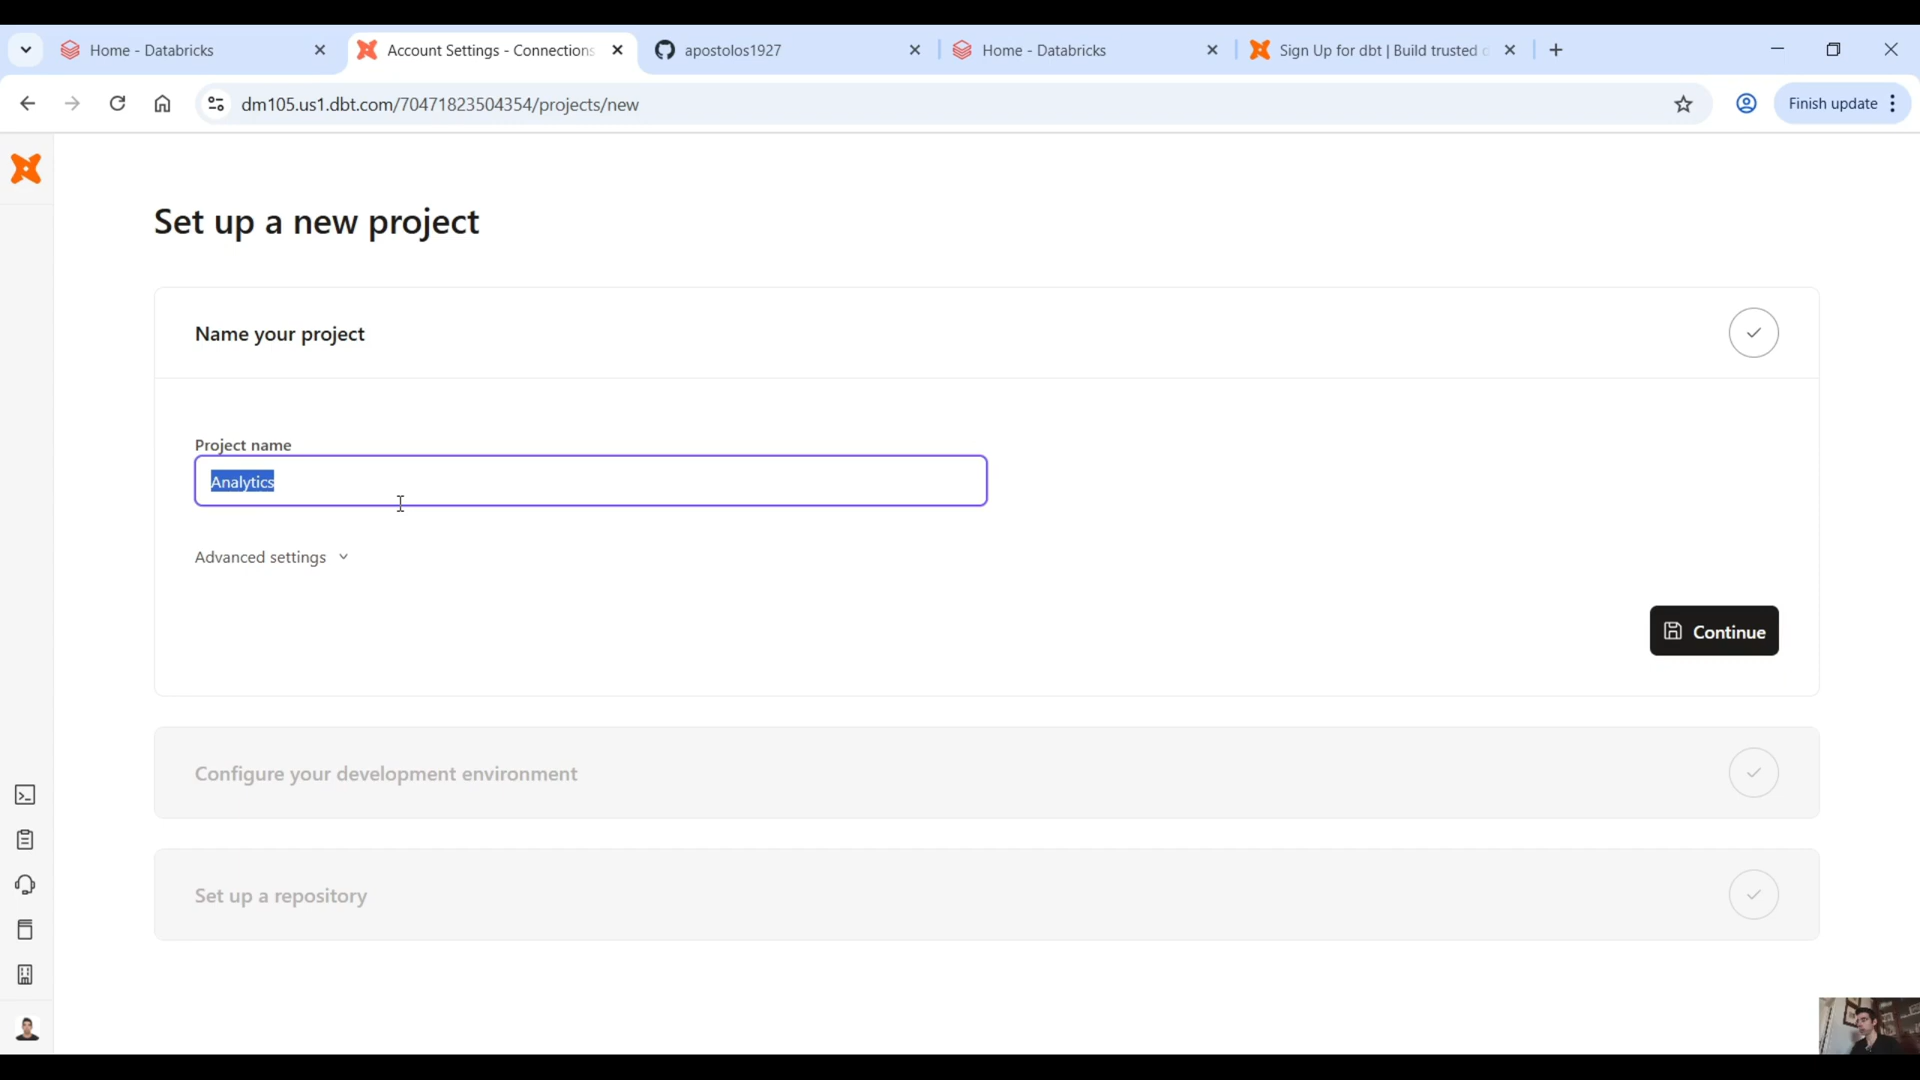 Home - Databricks
Account Settings - Connections
apostolos1927
Home - Databricks
Sign Up for dbt | Build trusted
dm105.us1.dbt.com/70471823504354/projects/new
Finish update
Set up a new project
Name your project
Project name
Analytics
Advanced settings
Continue
Configure your development environment
Set up a repository